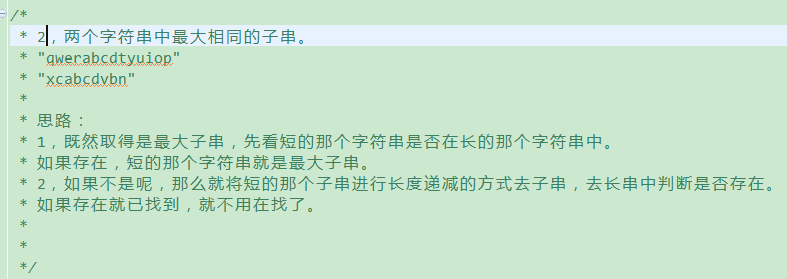 /*
* 2，两个字符串中最大相同的子串。
* "qwerabcdtyuiop"
* "xcabcdvbn"
*
* 思路：
* 1，既然取得是最大子串，先看短的那个字符串是否在长的那个字符串中。
* 如果存在，短的那个字符串就是最大子串。
* 2，如果不是呢，那么就将短的那个子串进行长度递减的方式去子串，去长串中判断是否存在。
* 如果存在就已找到，就不用在找了。
*
*
*/